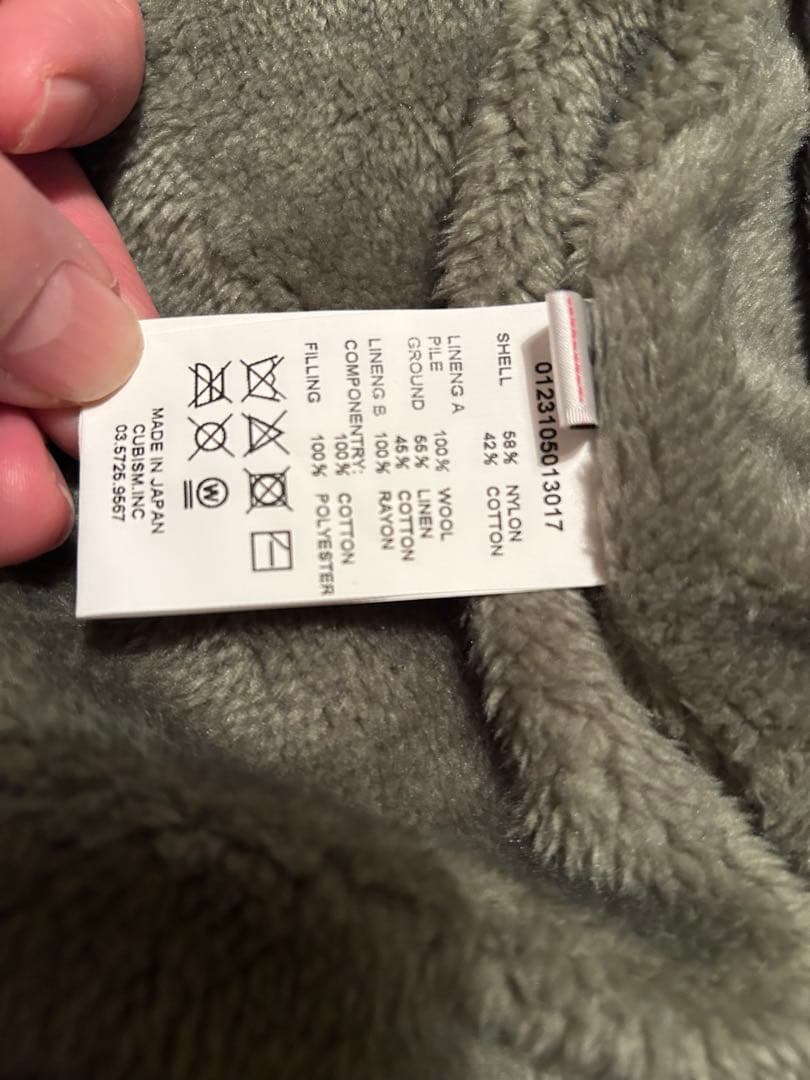 0123105013017
SHELL 58% NYLON
42% COTTON
LINENG A
PILE 100% WOOL
GROUND 55% LINEN
45% COTTON
LINENG B 100% RAYON
COMPONENTRY:
100% COTTON
FILLING 100% POLYESTER
W
MADE IN JAPAN
CUBISM.INC
03.5725.9567